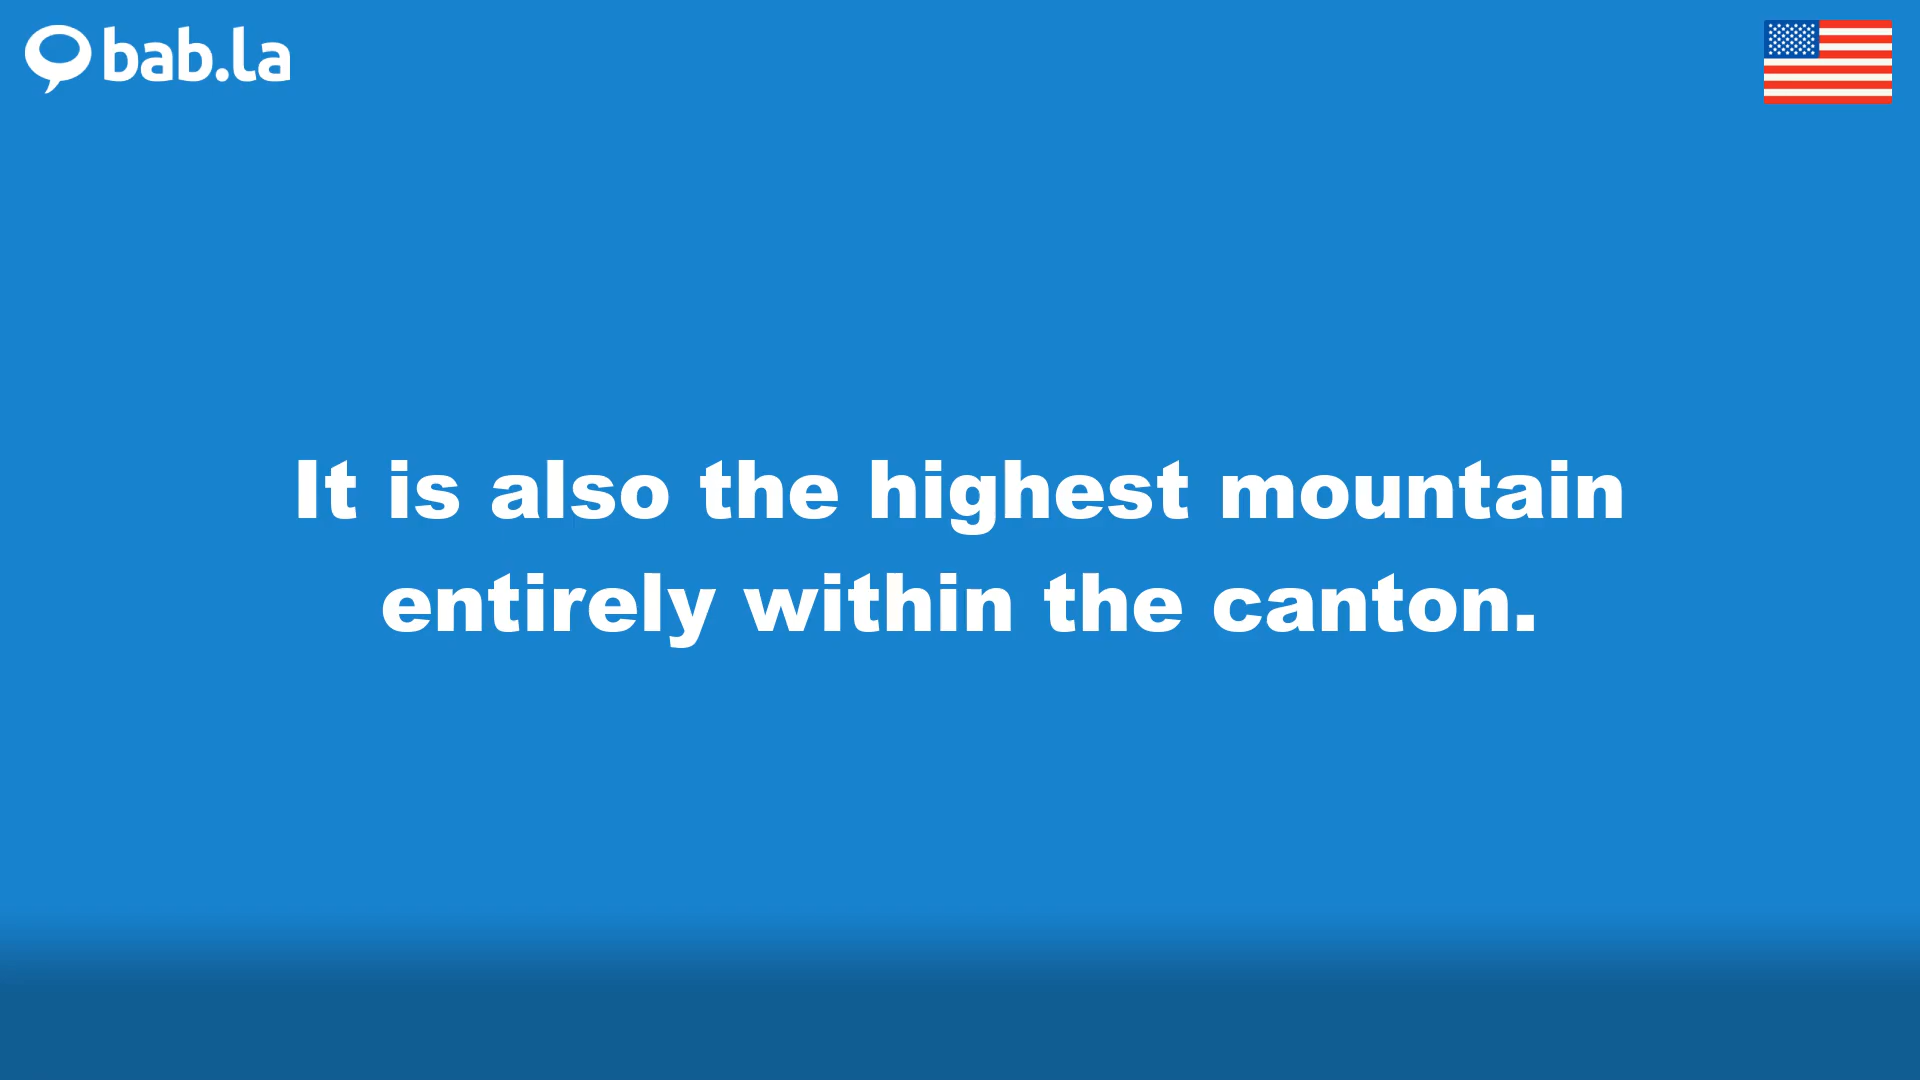 bab.la
It is also the highest mountain
entirely within the canton.